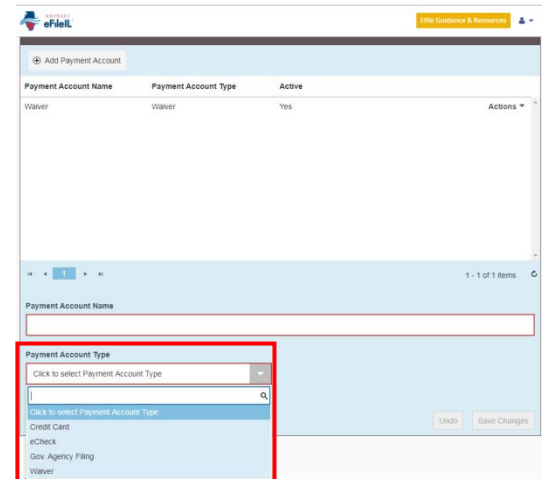 ODYSSEY
eFileIL
Efile Guidance & Resources
Add Payment Account
Payment Account Name Payment Account Type Active
Waiver Waiver Yes Actions
1
1 - 1 of 1 items
Payment Account Name
Payment Account Type
Click to select Payment Account Type
Click to select Payment Account Type
Credit Card
eCheck
Gov. Agency Filing
Waiver
Undo Save Changes